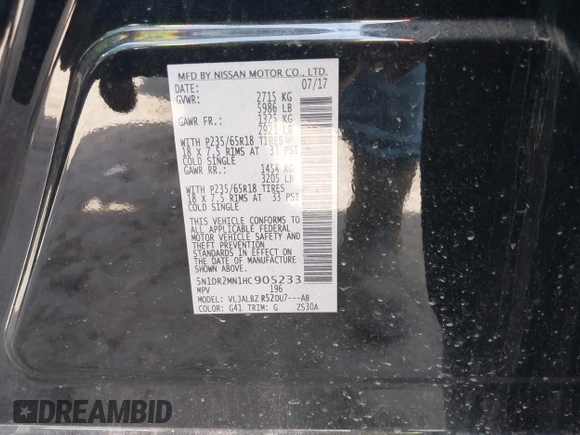 MFD BY NISSAN MOTOR CO., LTD.
DATE: 07/17
GVWR: 2715 KG
5986 LB
GAWR FR: 1325 KG
2921 LB
WITH P235/65R18 TIRES
18 X 7.5 RIMS AT 33 PSI
COLD SINGLE
GAWR RR: 1454 KG
3205 LB
WITH P235/65R18 TIRES
18 X 7.5 RIMS AT 33 PSI
COLD SINGLE
THIS VEHICLE CONFORMS TO
ALL APPLICABLE FEDERAL
MOTOR VEHICLE SAFETY AND
THEFT PREVENTION
STANDARDS IN EFFECT ON
THE DATE OF MANUFACTURE
SHOWN ABOVE.
5N1DR2MN1HC905233
MPV 196
MODEL: VLJALBZ R52DU7---AB
COLOR: G41 TRIM: G 2S30A
DREAMBID